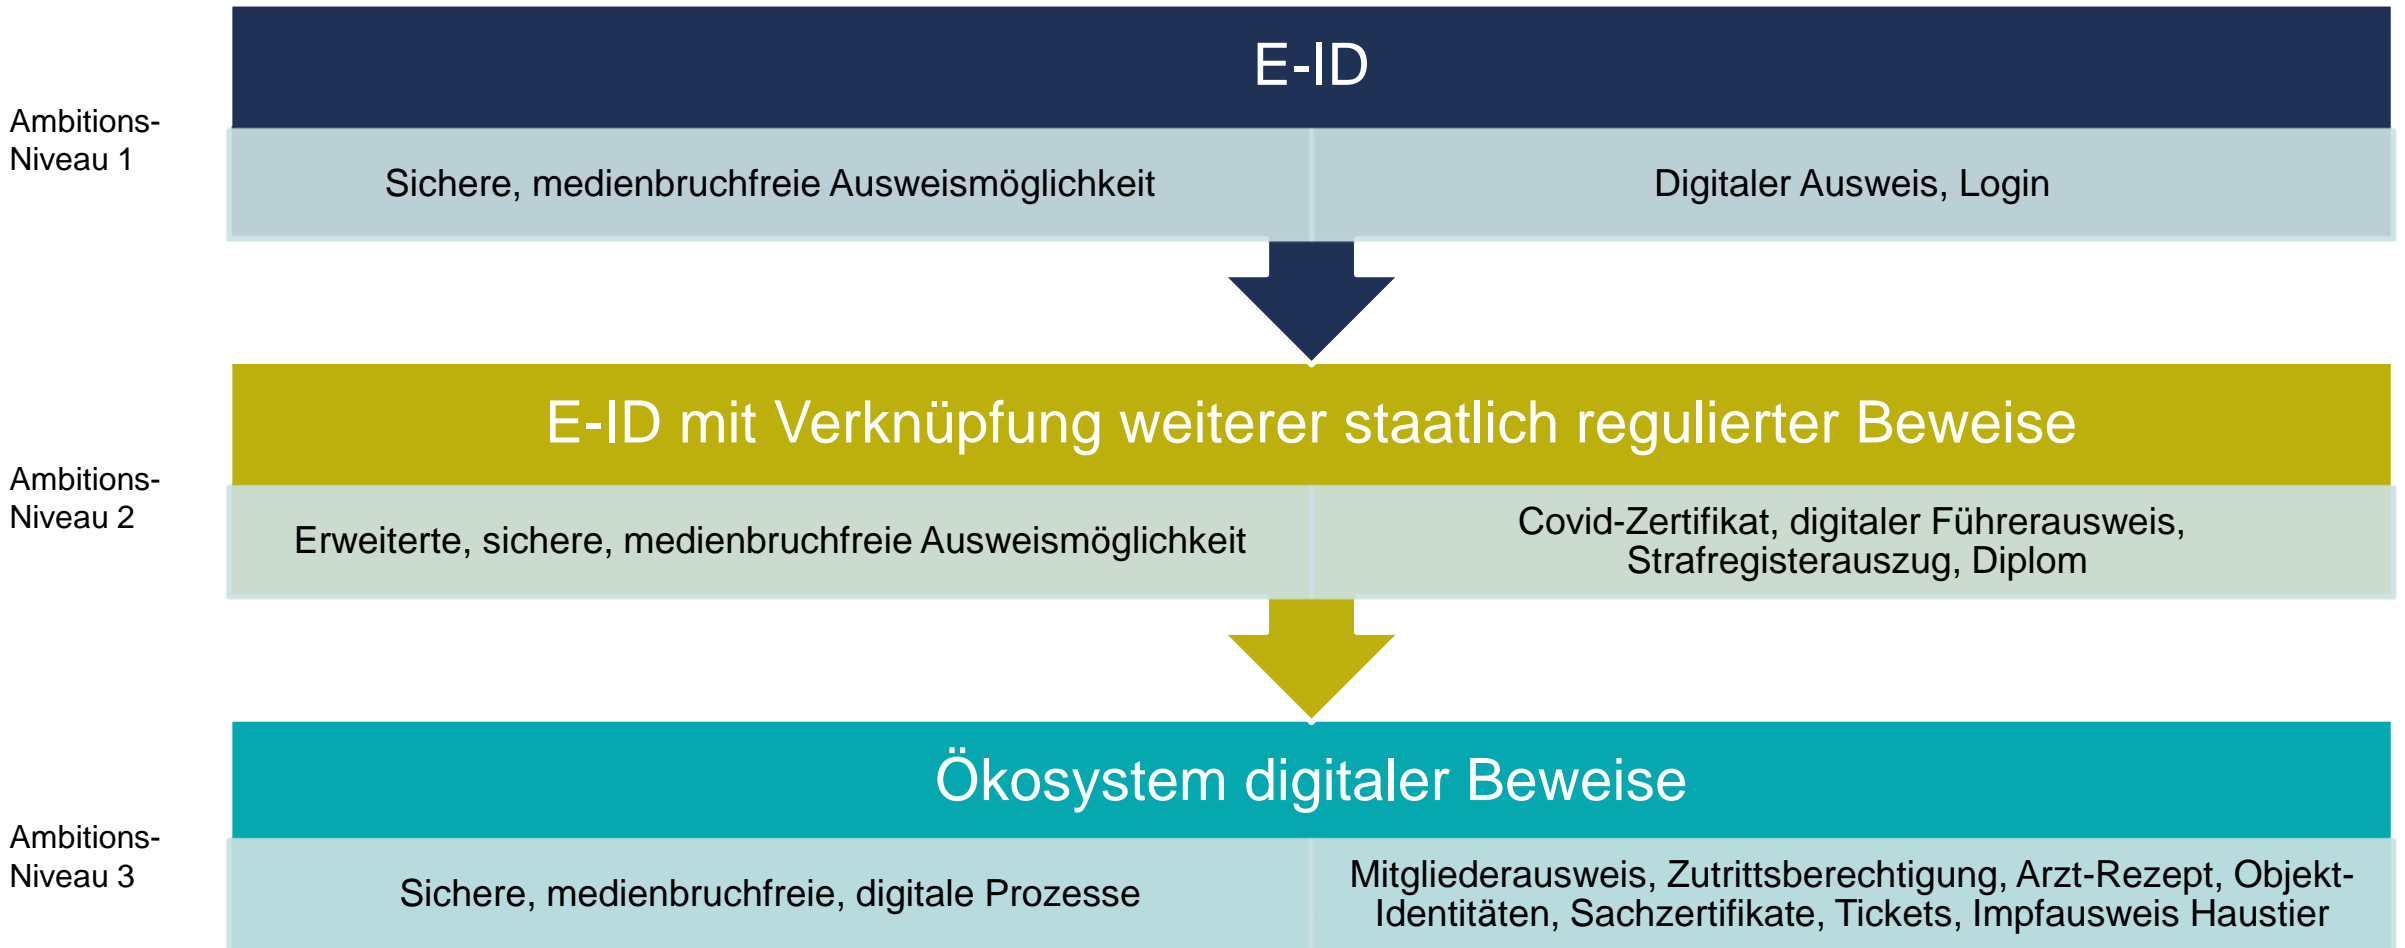 E-ID
Ambitions-
Niveau 1
Sichere, medienbruchfreie Ausweismöglichkeit
Digitaler Ausweis, Login
E-ID mit Verknüpfung weiterer staatlich regulierter Beweise
Ambitions-
Niveau 2
Erweiterte, sichere, medienbruchfreie Ausweismöglichkeit
Covid-Zertifikat, digitaler Führerausweis,
Strafregisterauszug, Diplom
Ökosystem digitaler Beweise
Ambitions-
Niveau 3
Sichere, medienbruchfreie, digitale Prozesse
Mitgliederausweis, Zutrittsberechtigung, Arzt-Rezept, Objekt-
Identitäten, Sachzertifikate, Tickets, Impfausweis Haustier